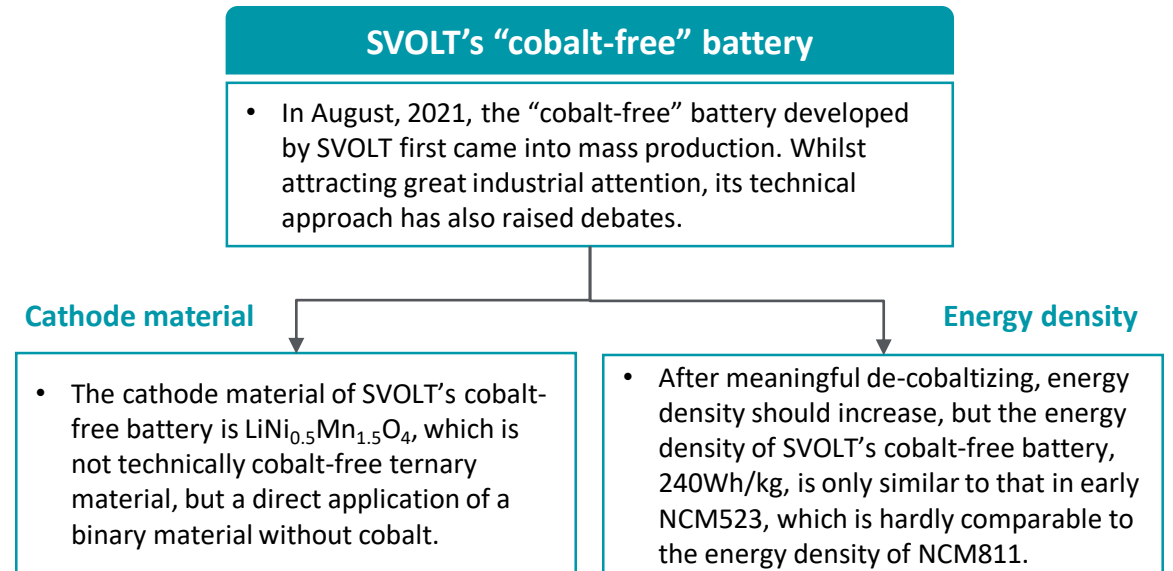 SVOLT’s “cobalt-free” battery
• In August, 2021, the “cobalt-free” battery developed
by SVOLT first came into mass production. Whilst
attracting great industrial attention, its technical
approach has also raised debates.
Cathode material
• The cathode material of SVOLT’s cobalt-
free battery is LiNi₀.₅Mn₁.₅O₄, which is
not technically cobalt-free ternary
material, but a direct application of a
binary material without cobalt.
Energy density
• After meaningful de-cobaltizing, energy
density should increase, but the energy
density of SVOLT’s cobalt-free battery,
240Wh/kg, is only similar to that in early
NCM523, which is hardly comparable to
the energy density of NCM811.